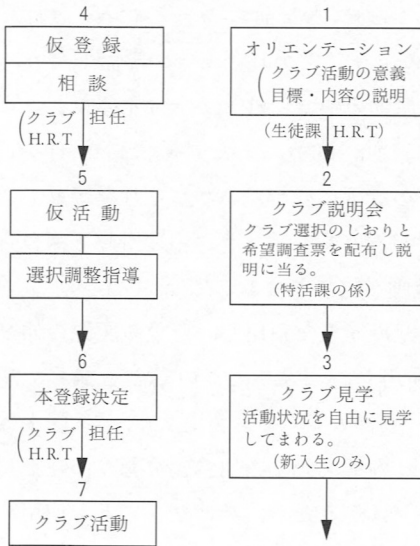 1
オリエンテーション
(クラブ活動の意義
目標・内容の説明
(生徒課 H.R.T)
2
クラブ説明会
クラブ選択のしおりと
希望調査票を配布し説
明に当る。
(特活課の係)
3
クラブ見学
活動状況を自由に見学
してまわる。
(新入生のみ)
4
仮登録
相談
(クラブ 担任
H.R.T
5
仮活動
選択調整指導
6
本登録決定
(クラブ 担任
H.R.T
7
クラブ活動